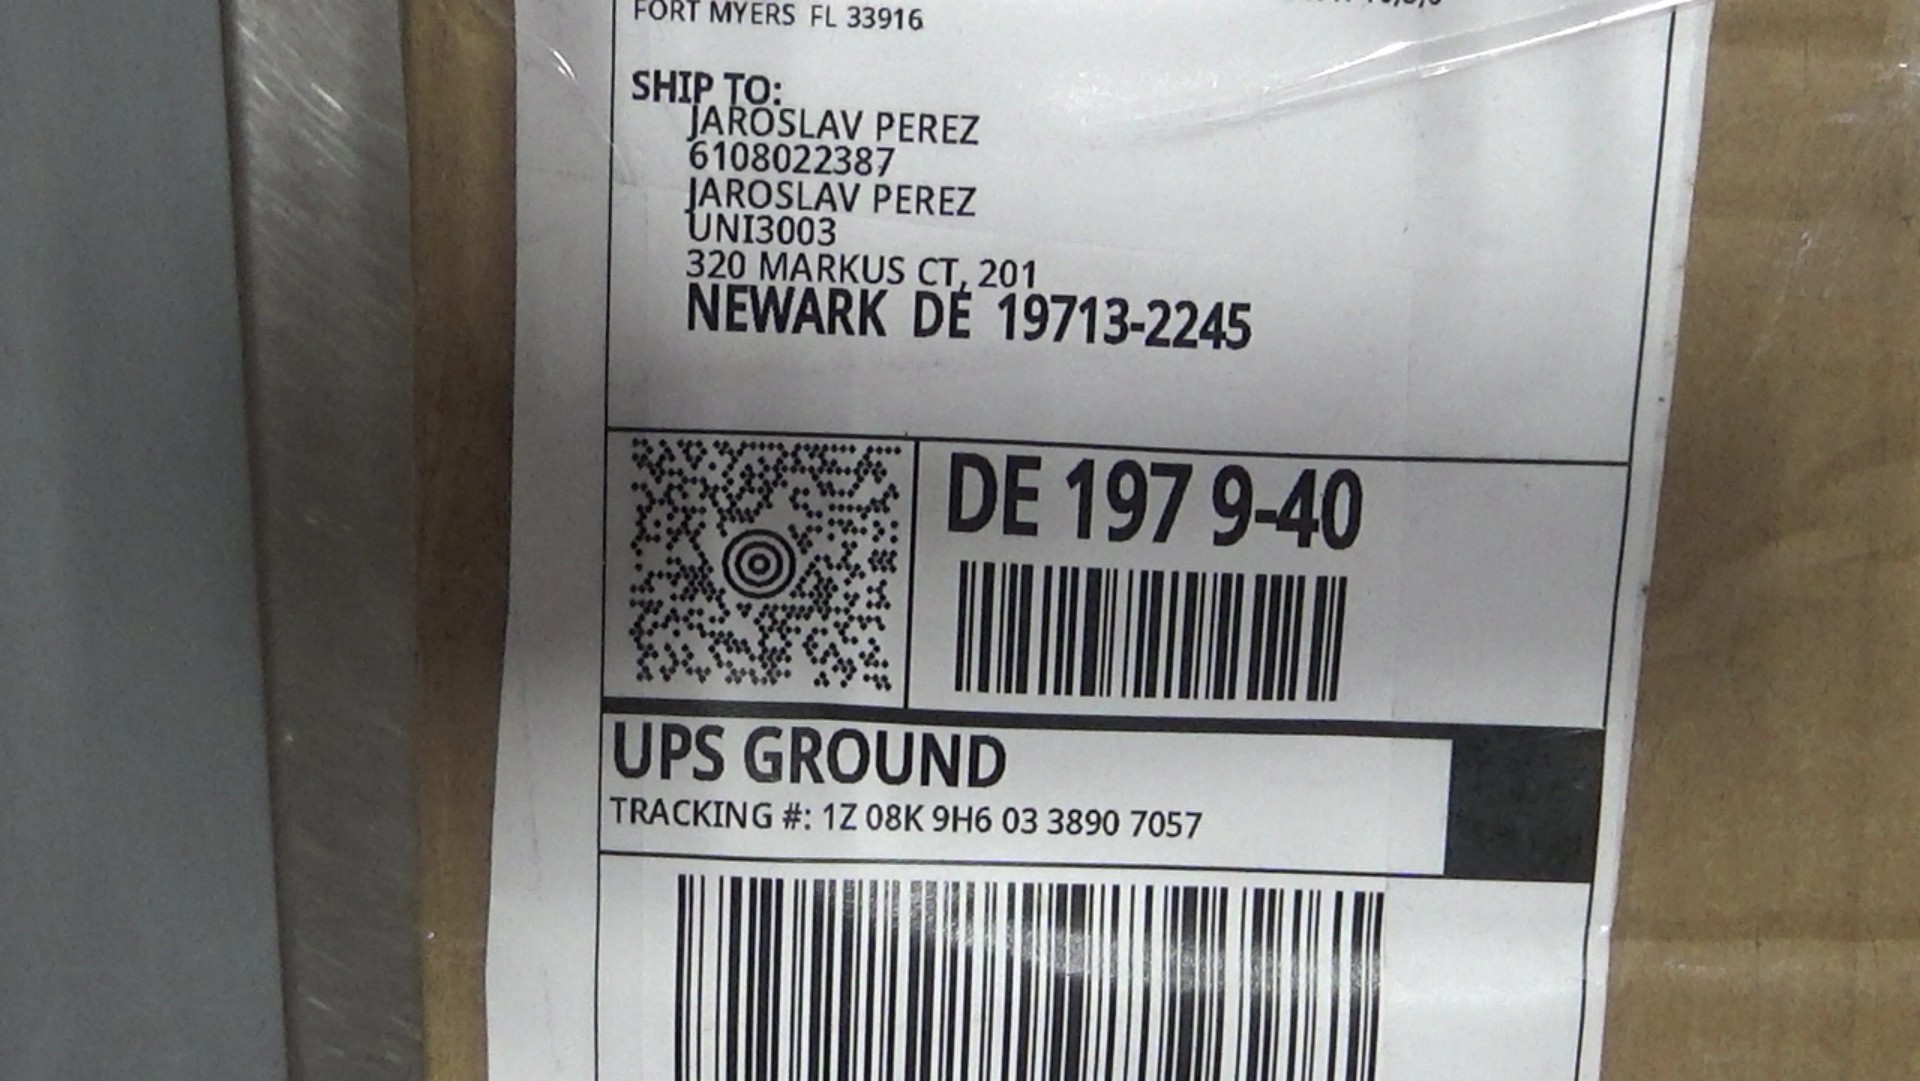 FORT MYERS FL 33916
SHIP TO:
JAROSLAV PEREZ
6108022387
JAROSLAV PEREZ
UNI3003
320 MARKUS CT, 201
NEWARK DE 19713-2245
DE 197 9-40
UPS GROUND
TRACKING #: 1Z 08K 9H6 03 3890 7057